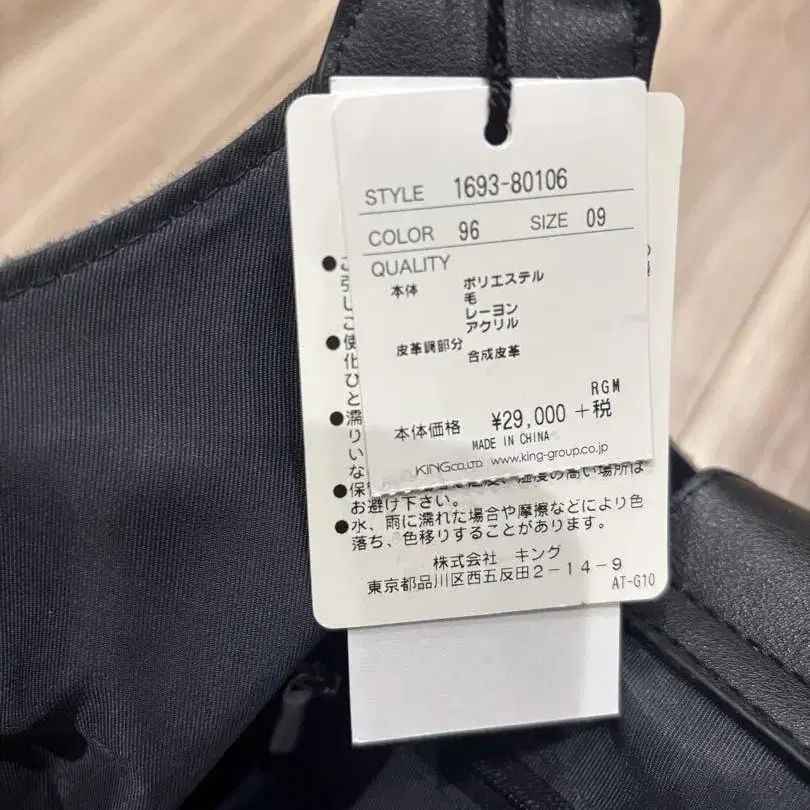 STYLE 1693-80106
COLOR 96 SIZE 09
QUALITY
本体 ポリエステル
毛
レーヨン
アクリル
皮革調部分 合成皮革
RGM
本体価格 ¥29,000 +税
MADE IN CHINA
KING CO.,LTD. www.king-group.co.jp
お避け下さい。
●水、雨に濡れた場合や摩擦などにより色
落ち、色移りすることがあります。
株式会社 キング
東京都品川区西五反田2-14-9
AT-G10